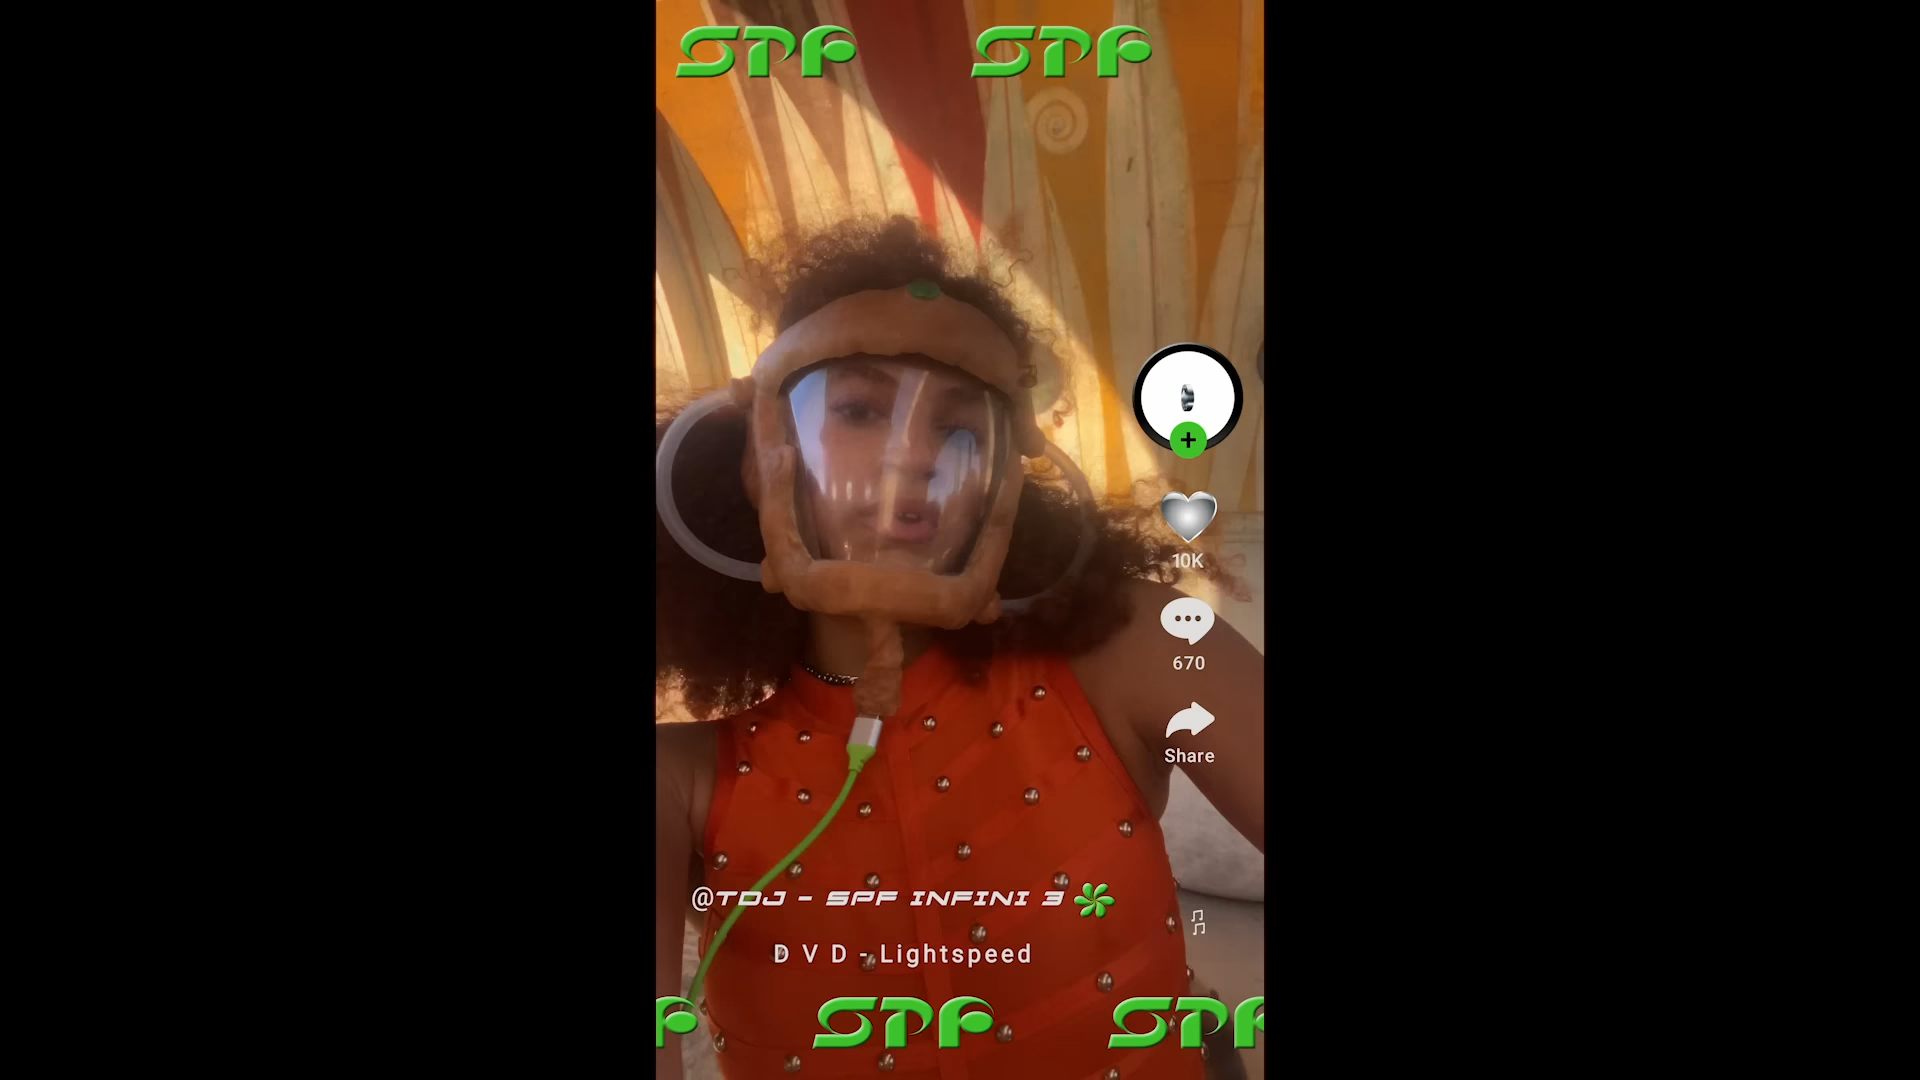 SPF SPF
10K
670
Share
@TDJ - SPF INFINI 3
D V D - Lightspeed
F SPF SPF